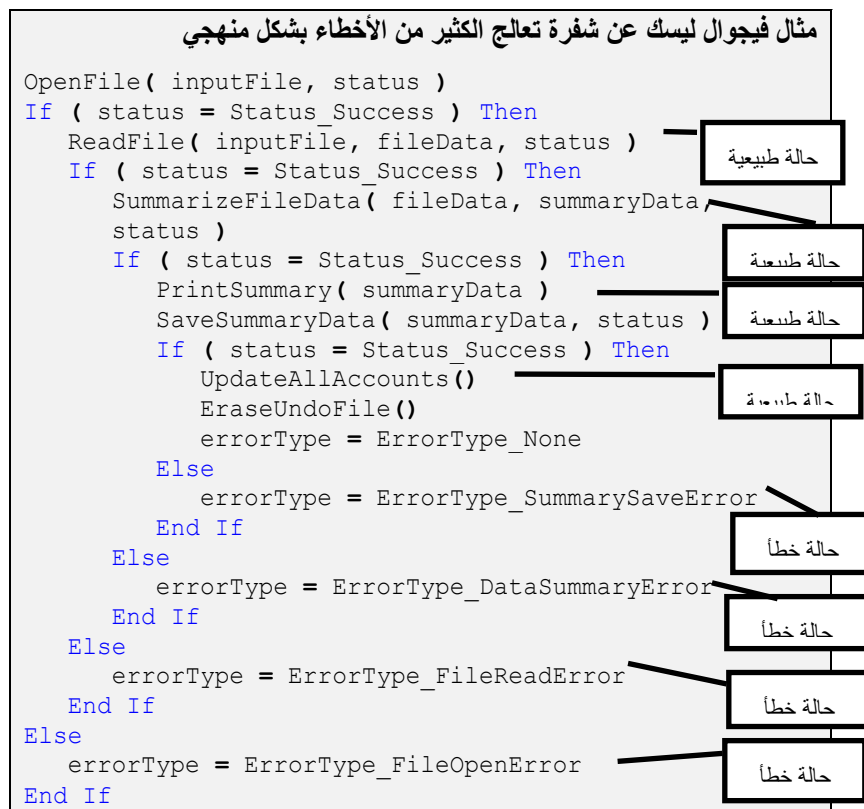 مثال فيجوال ليسك عن شفرة تعالج الكثير من الأخطاء بشكل منهجي
OpenFile( inputFile, status )
If ( status = Status_Success ) Then
ReadFile( inputFile, fileData, status )
حالة طبيعية
If ( status = Status_Success ) Then
SummarizeFileData( fileData, summaryData,
status )
حالة طبيعية
If ( status = Status_Success ) Then
PrintSummary( summaryData )
حالة طبيعية
SaveSummaryData( summaryData, status )
If ( status = Status_Success ) Then
UpdateAllAccounts()
حالة طبيعية
EraseUndoFile()
errorType = ErrorType_None
Else
errorType = ErrorType_SummarySaveError
حالة خطأ
End If
Else
errorType = ErrorType_DataSummaryError
حالة خطأ
End If
Else
errorType = ErrorType_FileReadError
حالة خطأ
End If
Else
errorType = ErrorType_FileOpenError
حالة خطأ
End If